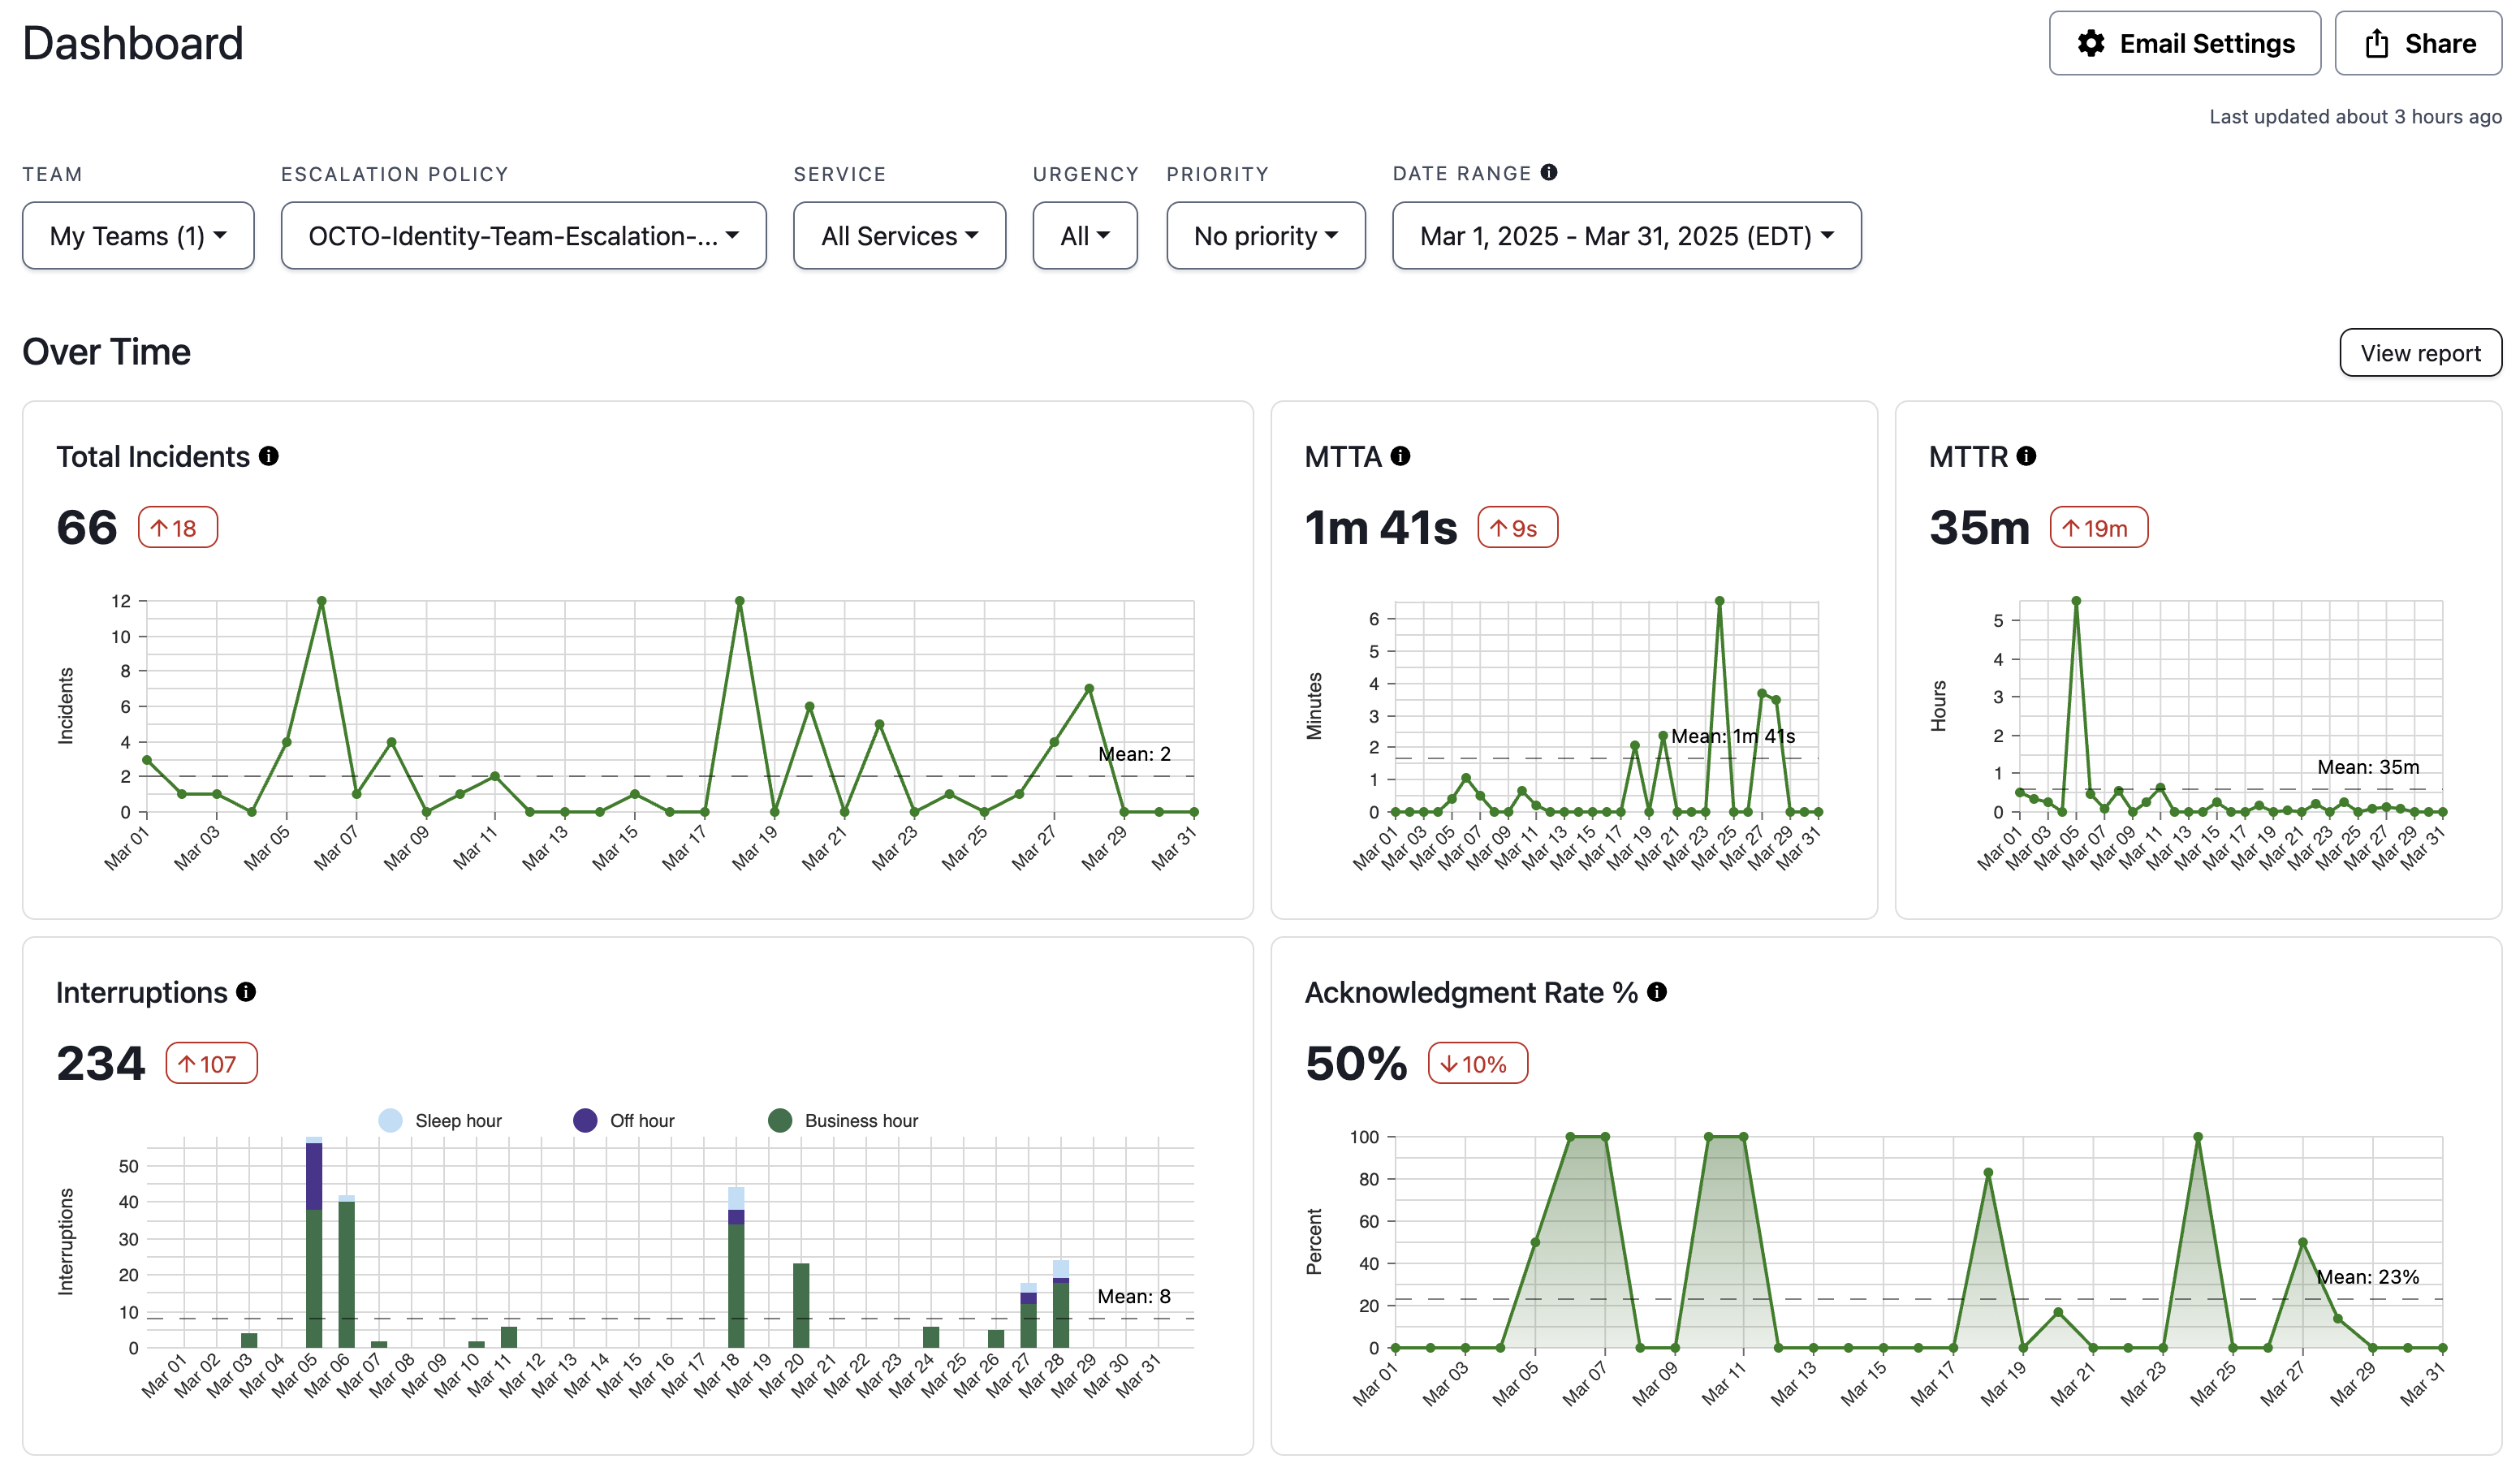 Dashboard
Email Settings
Share
Last updated about 3 hours ago
TEAM
ESCALATION POLICY
SERVICE
URGENCY
PRIORITY
DATE RANGE
My Teams (1)
OCTO-Identity-Team-Escalation-...
All Services
All
No priority
Mar 1, 2025 - Mar 31, 2025 (EDT)
Over Time
View report
Total Incidents
66
↑18
Incidents
12
10
8
6
4
2
0
Mean: 2
Mar 01
Mar 03
Mar 05
Mar 07
Mar 09
Mar 11
Mar 13
Mar 15
Mar 17
Mar 19
Mar 21
Mar 23
Mar 25
Mar 27
Mar 29
Mar 31
MTTA
1m 41s
↑9s
Minutes
6
5
4
3
2
1
0
Mean: 1m 41s
Mar 01
Mar 03
Mar 05
Mar 07
Mar 09
Mar 11
Mar 13
Mar 15
Mar 17
Mar 19
Mar 21
Mar 23
Mar 25
Mar 27
Mar 29
Mar 31
MTTR
35m
↑19m
Hours
5
4
3
2
1
0
Mean: 35m
Mar 01
Mar 03
Mar 05
Mar 07
Mar 09
Mar 11
Mar 13
Mar 15
Mar 17
Mar 19
Mar 21
Mar 23
Mar 25
Mar 27
Mar 29
Mar 31
Interruptions
234
↑107
Sleep hour
Off hour
Business hour
Interruptions
50
40
30
20
10
0
Mean: 8
Mar 01
Mar 02
Mar 03
Mar 04
Mar 05
Mar 06
Mar 07
Mar 08
Mar 09
Mar 10
Mar 11
Mar 12
Mar 13
Mar 14
Mar 15
Mar 16
Mar 17
Mar 18
Mar 19
Mar 20
Mar 21
Mar 22
Mar 23
Mar 24
Mar 25
Mar 26
Mar 27
Mar 28
Mar 29
Mar 30
Mar 31
Acknowledgment Rate %
50%
↓10%
Percent
100
80
60
40
20
0
Mean: 23%
Mar 01
Mar 03
Mar 05
Mar 07
Mar 09
Mar 11
Mar 13
Mar 15
Mar 17
Mar 19
Mar 21
Mar 23
Mar 25
Mar 27
Mar 29
Mar 31